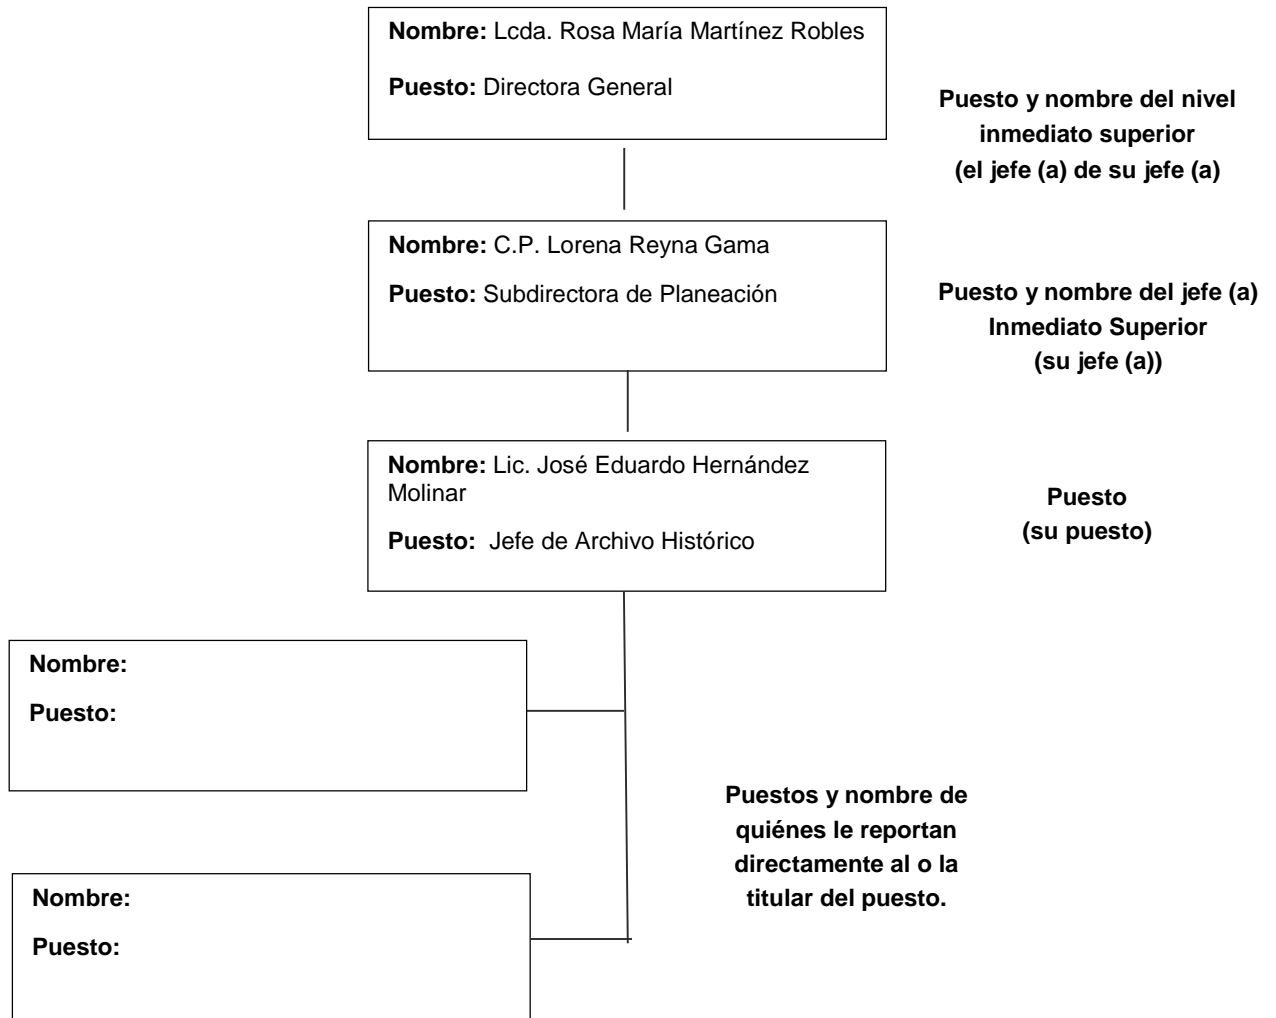 Nombre: Lcda. Rosa María Martínez Robles
Puesto: Directora General
Puesto y nombre del nivel
inmediato superior
(el jefe (a) de su jefe (a)
Nombre: C.P. Lorena Reyna Gama
Puesto: Subdirectora de Planeación
Puesto y nombre del jefe (a)
Inmediato Superior
(su jefe (a))
Nombre: Lic. José Eduardo Hernández
Molinar
Puesto: Jefe de Archivo Histórico
Puesto
(su puesto)
Nombre:
Puesto:
Puestos y nombre de
quiénes le reportan
directamente al o la
titular del puesto.
Nombre:
Puesto: